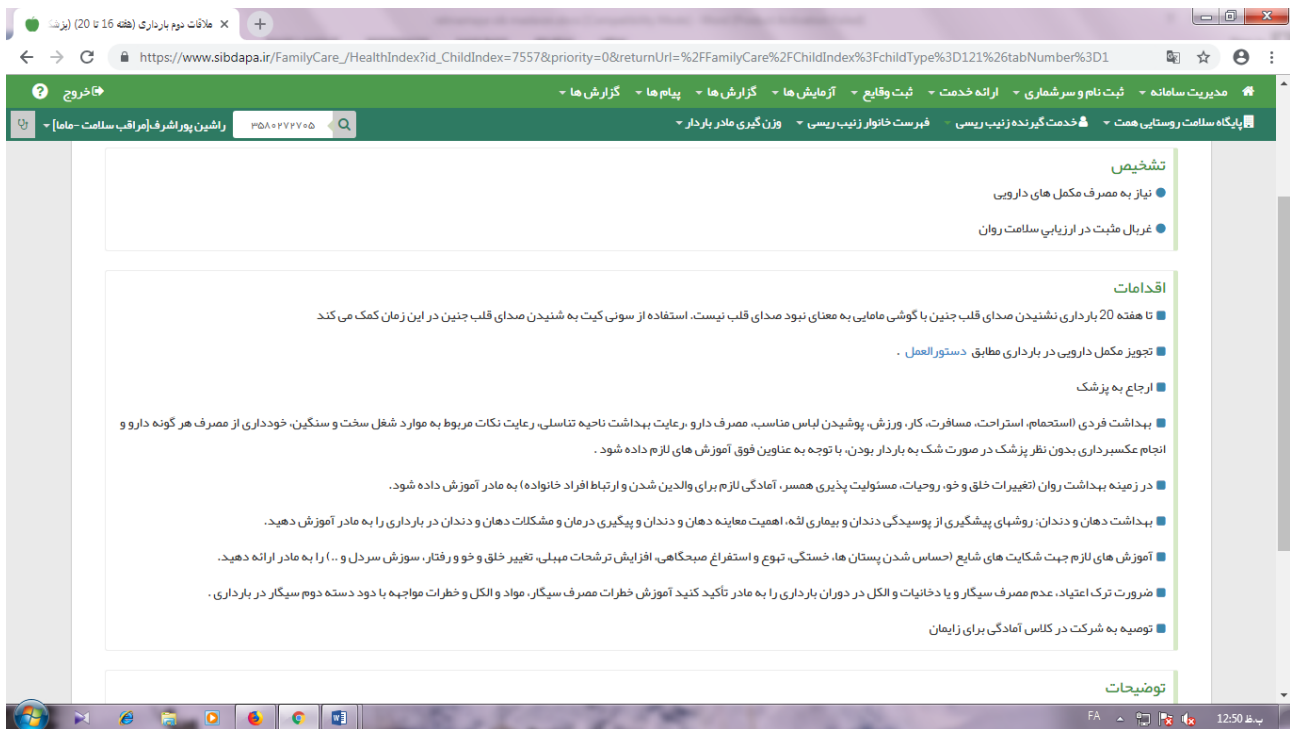 ملاقات دوم بارداری (هفته 16 تا 20) (پزشـ
https://www.sibdapa.ir/FamilyCare_/HealthIndex?id_ChildIndex=7557&priority=0&returnUrl=%2FFamilyCare%2FChildIndex%3FchildType%3D121%26tabNumber%3D1
مدیریت سامانه ثبت نام و سرشماری ارائه خدمت ثبت وقایع آزمایش ها گزارش ها پیام ها گزارش ها خروج
پایگاه سلامت روستایی همت خدمت گیرنده زنیب ریسی فهرست خانوار زنیب ریسی وزن گیری مادر باردار ۳۵۸۰۲۷۲۷۰۵ راشین پوراشرف[مراقب سلامت -ماما]
تشخیص
نیاز به مصرف مکمل های دارویی
غربال مثبت در ارزیابي سلامت روان
اقدامات
تا هفته 20 بارداری نشنیدن صدای قلب جنین با گوشی مامایی به معنای نبود صدای قلب نیست. استفاده از سونی کیت به شنیدن صدای قلب جنین در این زمان کمک می کند
تجویز مکمل دارویی در بارداری مطابق دستورالعمل .
ارجاع به پزشک
بهداشت فردی (استحمام، استراحت، مسافرت، کار، ورزش، پوشیدن لباس مناسب، مصرف دارو ،رعایت بهداشت ناحیه تناسلی، رعایت نکات مربوط به موارد شغل سخت و سنگین، خودداری از مصرف هر گونه دارو و
انجام عکسبرداری بدون نظر پزشک در صورت شک به باردار بودن، با توجه به عناوین فوق آموزش های لازم داده شود .
در زمینه بهداشت روان (تغییرات خلق و خو، روحیات، مسئولیت پذیری همسر، آمادگی لازم برای والدین شدن و ارتباط افراد خانواده) به مادر آموزش داده شود.
بهداشت دهان و دندان: روشهای پیشگیری از پوسیدگی دندان و بیماری لثه، اهمیت معاینه دهان و دندان و پیگیری درمان و مشکلات دهان و دندان در بارداری را به مادر آموزش دهید.
آموزش های لازم جهت شکایت های شایع (حساس شدن پستان ها، خستگی، تهوع و استفراغ صبحگاهی، افزایش ترشحات مهبلی، تغییر خلق و خو و رفتار، سوزش سردل و ..) را به مادر ارائه دهید.
ضرورت ترک اعتیاد، عدم مصرف سیگار و یا دخانیات و الکل در دوران بارداری را به مادر تأکید کنید آموزش خطرات مصرف سیگار، مواد و الکل و خطرات مواجهه با دود دسته دوم سیگار در بارداری .
توصیه به شرکت در کلاس آمادگی برای زایمان
توضیحات
FA 12:50 ب.ظ